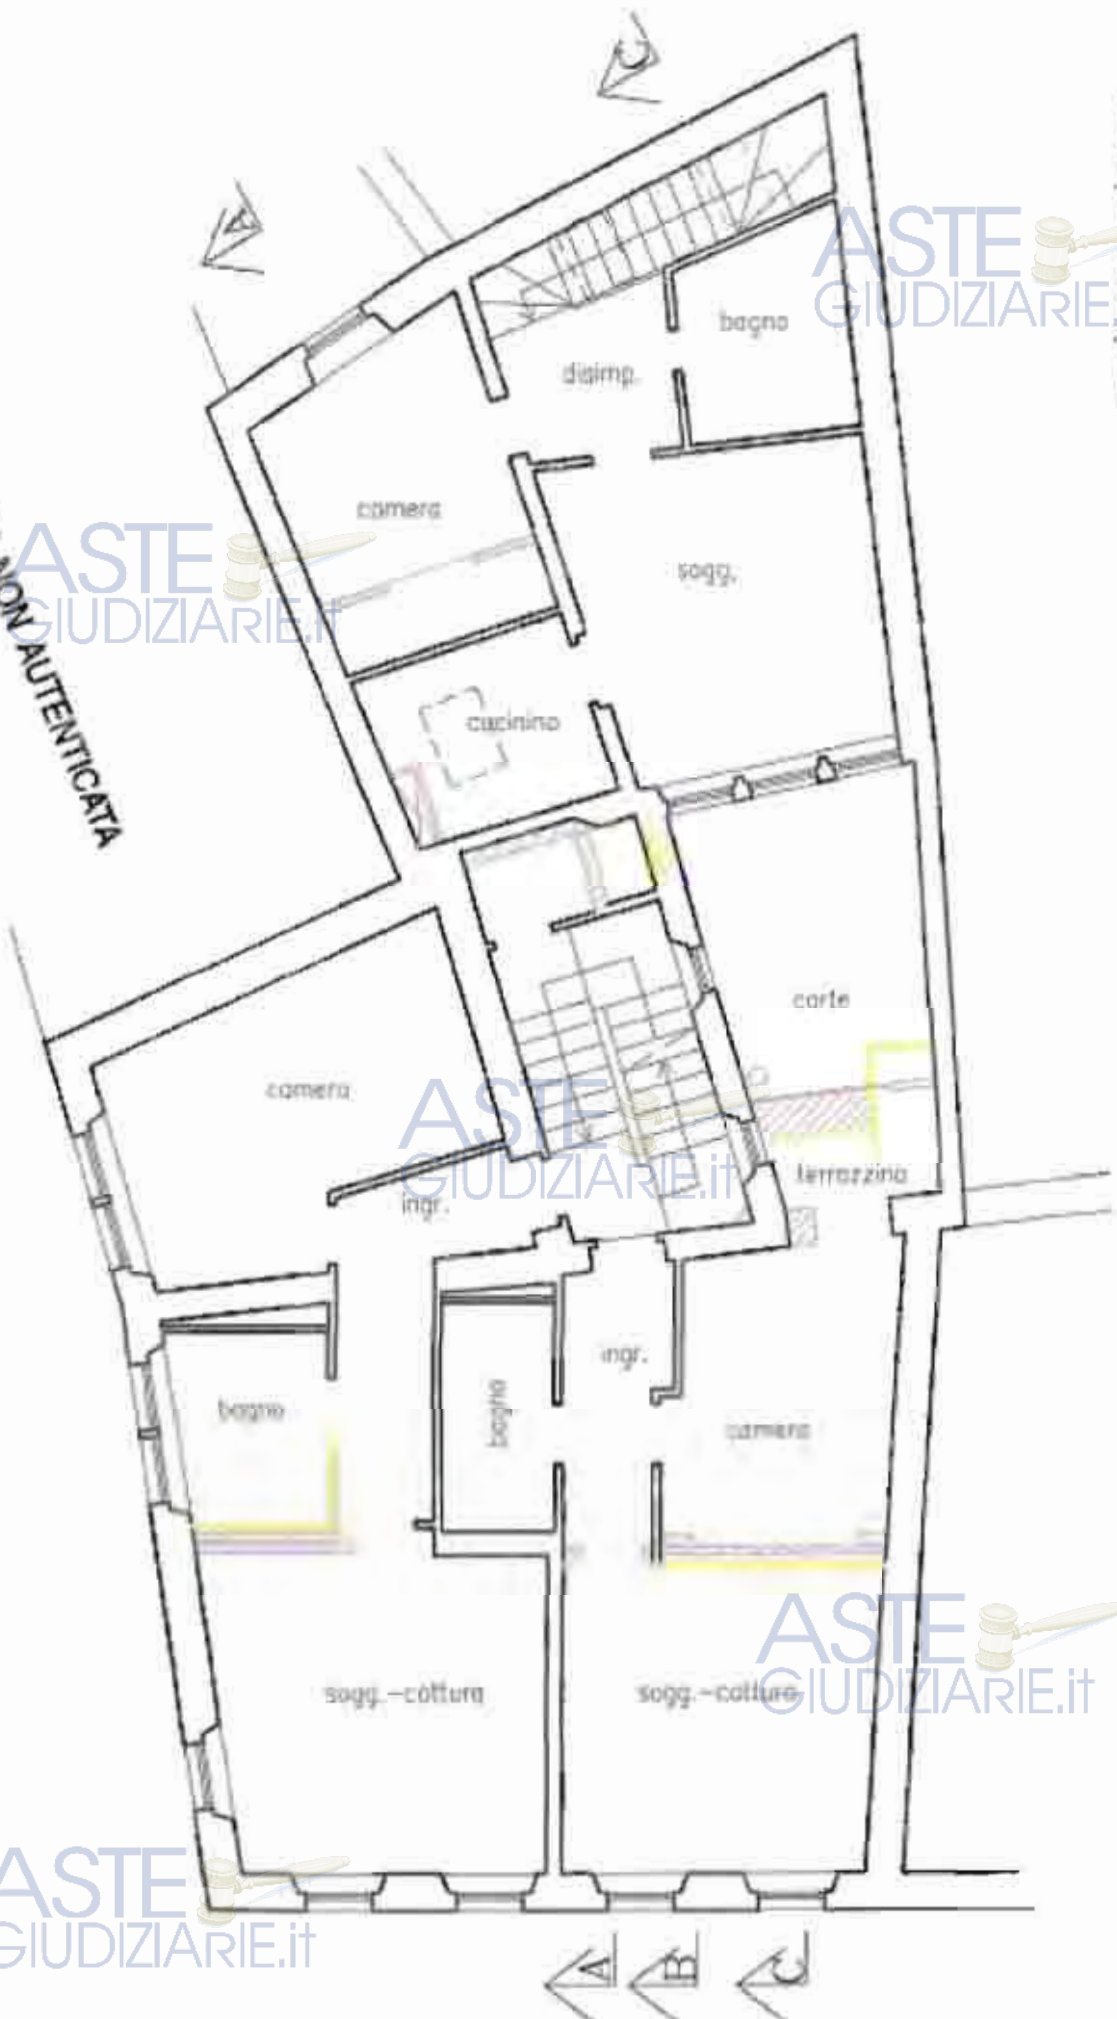 C
A
ASTE
GIUDIZIARIE.
bagno
disimp.
camera
ASTE
GIUDIZIARIE.it
NON AUTENTICATA
sogg.
cucinino
corte
camera
ASTE
GIUDIZIARIE.it
terrazzino
ingr.
ingr.
bagno
bagno
camera
ASTE
GIUDIZIARIE.it
sogg.-cottura
sogg.-cottura
ASTE
GIUDIZIARIE.it
A
B
C